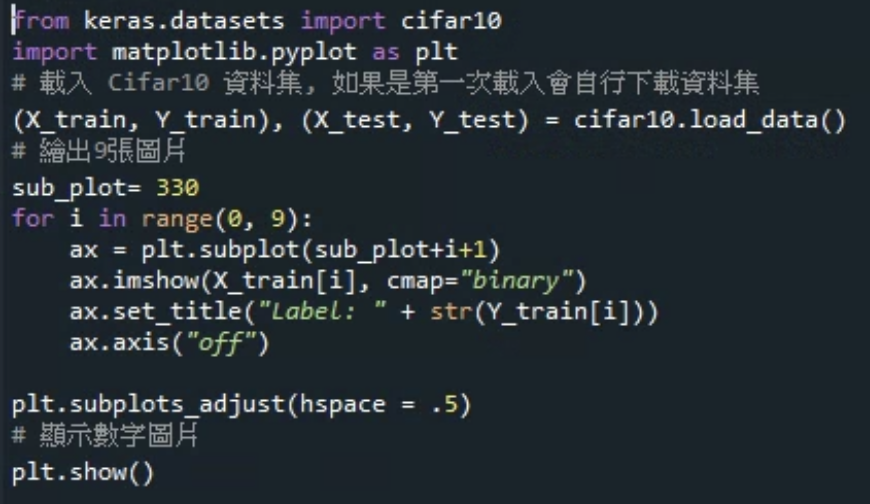 from keras.datasets import cifar10
import matplotlib.pyplot as plt
# 載入 Cifar10 資料集, 如果是第一次載入會自行下載資料集
(X_train, Y_train), (X_test, Y_test) = cifar10.load_data()
# 繪出9張圖片
sub_plot= 330
for i in range(0, 9):
    ax = plt.subplot(sub_plot+i+1)
    ax.imshow(X_train[i], cmap="binary")
    ax.set_title("Label: " + str(Y_train[i]))
    ax.axis("off")

plt.subplots_adjust(hspace = .5)
# 顯示數字圖片
plt.show()